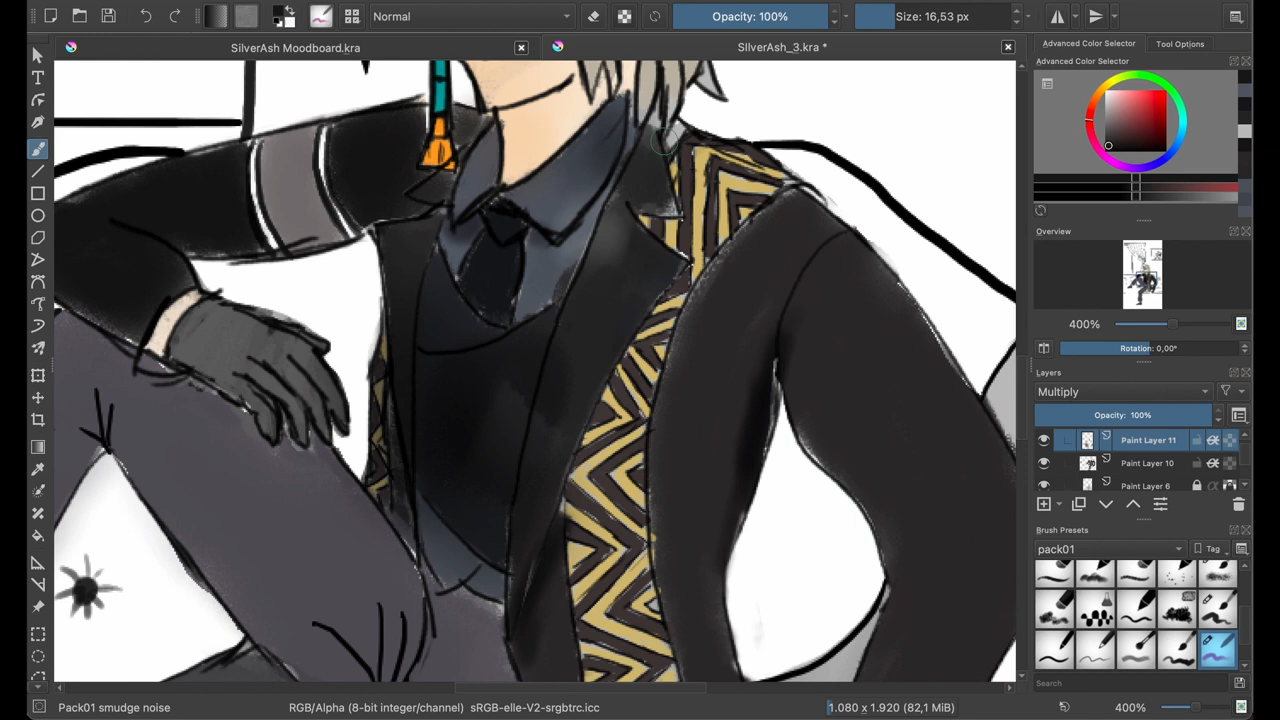 Normal
Opacity: 100%
Size: 16,53 px
SIlverAsh Moodboard.kra
SIlverAsh_3.kra *
Advanced Color Selector
Tool Options
Advanced Color Selector
Overview
400%
Rotation: 0,00°
Layers
Multiply
Opacity: 100%
Paint Layer 11
Paint Layer 10
Paint Layer 6
Brush Presets
pack01
Tag
Search
Pack01 smudge noise
RGB/Alpha (8-bit integer/channel) sRGB-elle-V2-srgbtrc.icc
1.080 x 1.920 (82,1 MiB)
400%